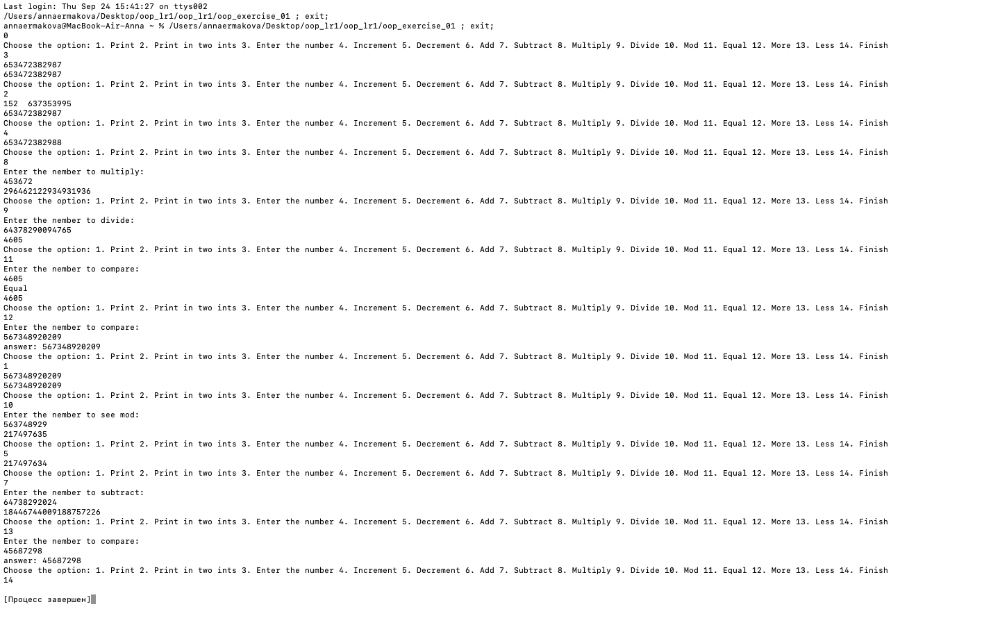 Last login: Thu Sep 24 15:41:27 on ttys002
/Users/annaermakova/Desktop/oop_lr1/oop_lr1/oop_exercise_01 ; exit;
annaermakova@MacBook-Air-Anna ~ % /Users/annaermakova/Desktop/oop_lr1/oop_lr1/oop_exercise_01 ; exit;
0
Choose the option: 1. Print 2. Print in two ints 3. Enter the number 4. Increment 5. Decrement 6. Add 7. Subtract 8. Multiply 9. Divide 10. Mod 11. Equal 12. More 13. Less 14. Finish
3
653472382987
653472382987
Choose the option: 1. Print 2. Print in two ints 3. Enter the number 4. Increment 5. Decrement 6. Add 7. Subtract 8. Multiply 9. Divide 10. Mod 11. Equal 12. More 13. Less 14. Finish
2
152  637353995
653472382987
Choose the option: 1. Print 2. Print in two ints 3. Enter the number 4. Increment 5. Decrement 6. Add 7. Subtract 8. Multiply 9. Divide 10. Mod 11. Equal 12. More 13. Less 14. Finish
4
653472382988
Choose the option: 1. Print 2. Print in two ints 3. Enter the number 4. Increment 5. Decrement 6. Add 7. Subtract 8. Multiply 9. Divide 10. Mod 11. Equal 12. More 13. Less 14. Finish
8
Enter the nember to multiply:
453672
296462122934931936
Choose the option: 1. Print 2. Print in two ints 3. Enter the number 4. Increment 5. Decrement 6. Add 7. Subtract 8. Multiply 9. Divide 10. Mod 11. Equal 12. More 13. Less 14. Finish
9
Enter the nember to divide:
64378290094765
4605
Choose the option: 1. Print 2. Print in two ints 3. Enter the number 4. Increment 5. Decrement 6. Add 7. Subtract 8. Multiply 9. Divide 10. Mod 11. Equal 12. More 13. Less 14. Finish
11
Enter the nember to compare:
4605
Equal
4605
Choose the option: 1. Print 2. Print in two ints 3. Enter the number 4. Increment 5. Decrement 6. Add 7. Subtract 8. Multiply 9. Divide 10. Mod 11. Equal 12. More 13. Less 14. Finish
12
Enter the nember to compare:
567348920209
answer: 567348920209
Choose the option: 1. Print 2. Print in two ints 3. Enter the number 4. Increment 5. Decrement 6. Add 7. Subtract 8. Multiply 9. Divide 10. Mod 11. Equal 12. More 13. Less 14. Finish
1
567348920209
567348920209
Choose the option: 1. Print 2. Print in two ints 3. Enter the number 4. Increment 5. Decrement 6. Add 7. Subtract 8. Multiply 9. Divide 10. Mod 11. Equal 12. More 13. Less 14. Finish
10
Enter the nember to see mod:
563748929
217497635
Choose the option: 1. Print 2. Print in two ints 3. Enter the number 4. Increment 5. Decrement 6. Add 7. Subtract 8. Multiply 9. Divide 10. Mod 11. Equal 12. More 13. Less 14. Finish
5
217497634
Choose the option: 1. Print 2. Print in two ints 3. Enter the number 4. Increment 5. Decrement 6. Add 7. Subtract 8. Multiply 9. Divide 10. Mod 11. Equal 12. More 13. Less 14. Finish
7
Enter the nember to subtract:
64738292024
18446744009188757226
Choose the option: 1. Print 2. Print in two ints 3. Enter the number 4. Increment 5. Decrement 6. Add 7. Subtract 8. Multiply 9. Divide 10. Mod 11. Equal 12. More 13. Less 14. Finish
13
Enter the nember to compare:
45687298
answer: 45687298
Choose the option: 1. Print 2. Print in two ints 3. Enter the number 4. Increment 5. Decrement 6. Add 7. Subtract 8. Multiply 9. Divide 10. Mod 11. Equal 12. More 13. Less 14. Finish
14
[Процесс завершен]